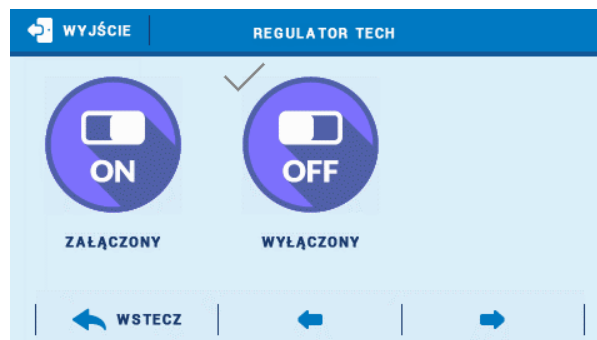 WYJŚCIE
REGULATOR TECH
ON
OFF
ZAŁĄCZONY
WYŁĄCZONY
WSTECZ